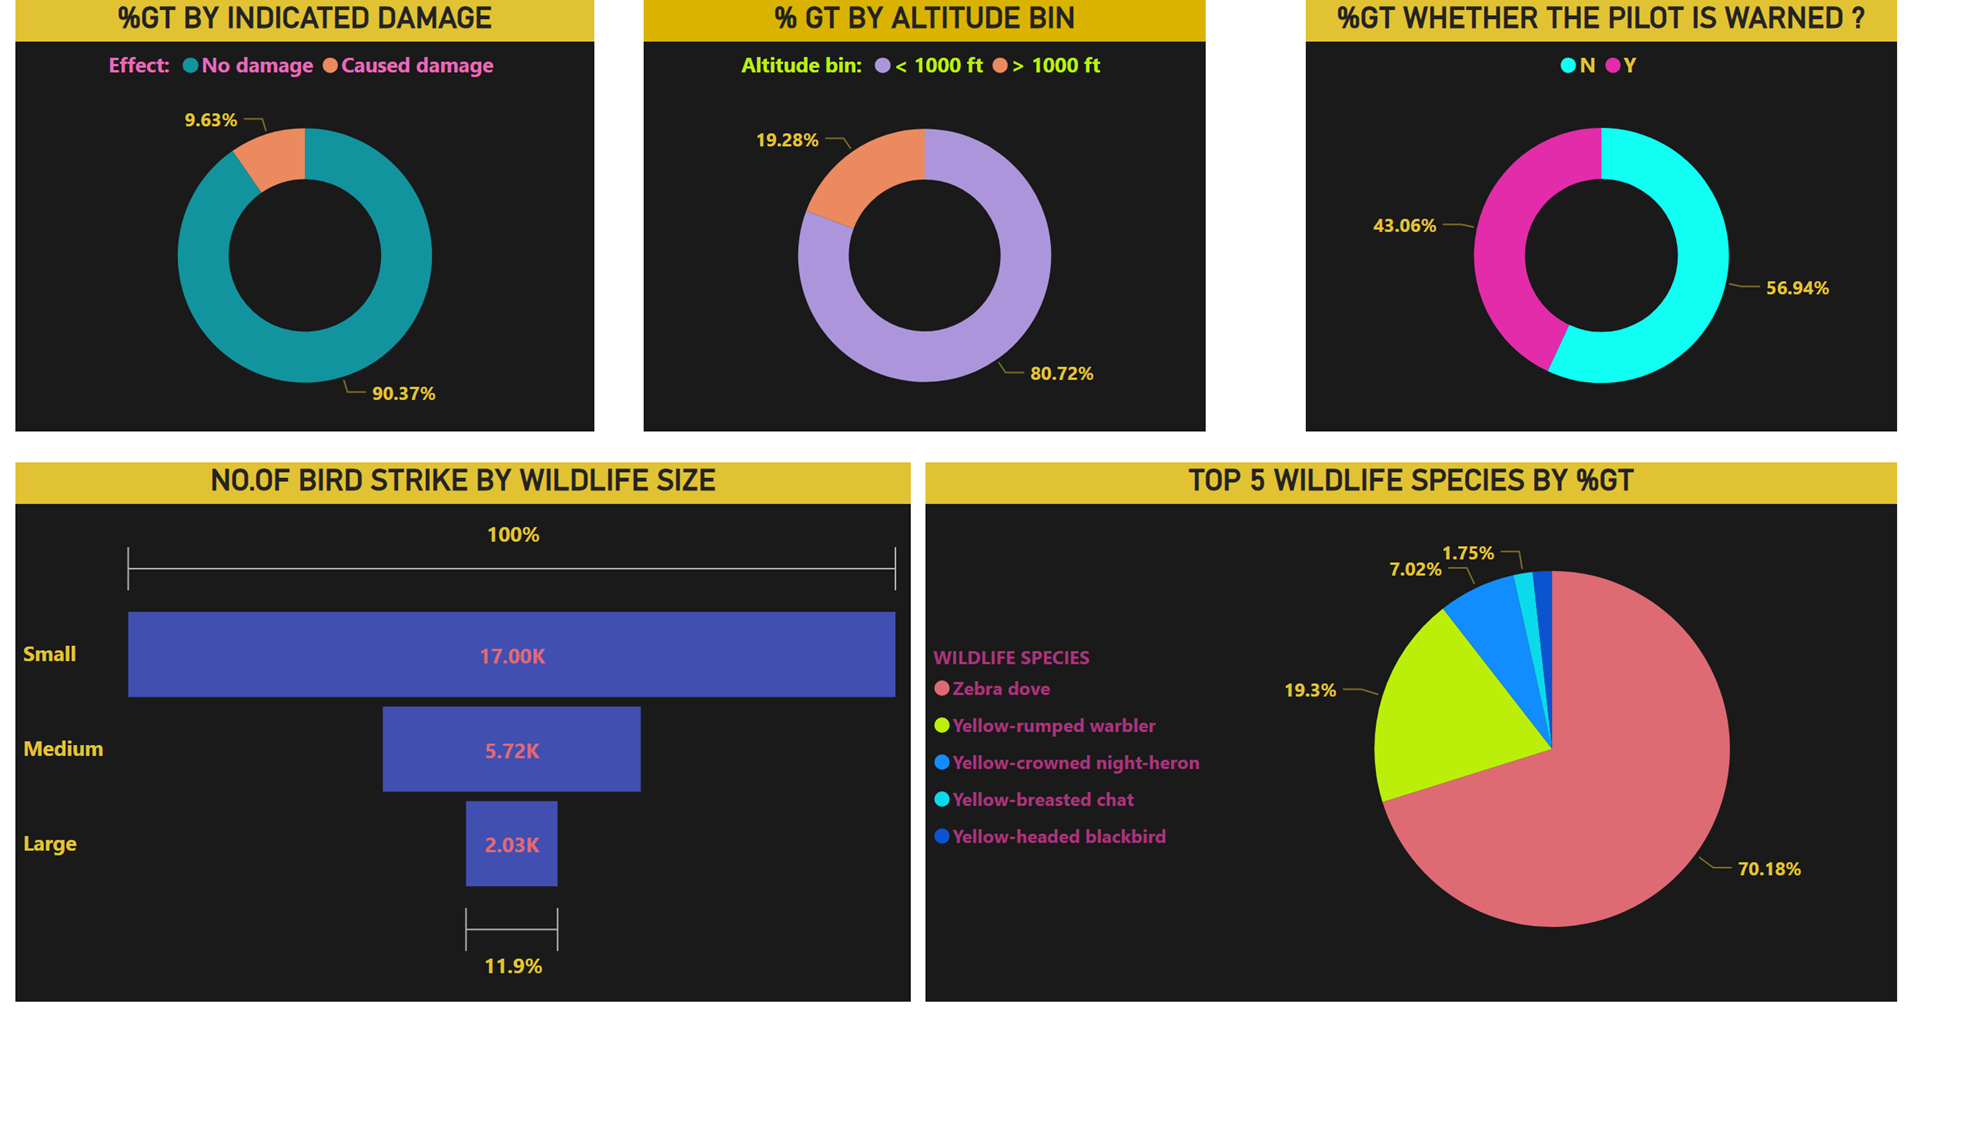 %GT BY INDICATED DAMAGE
Effect: No damage Caused damage
9.63%
90.37%
% GT BY ALTITUDE BIN
Altitude bin: < 1000 ft > 1000 ft
19.28%
80.72%
%GT WHETHER THE PILOT IS WARNED ?
N Y
43.06%
56.94%
NO.OF BIRD STRIKE BY WILDLIFE SIZE
100%
Small 17.00K
Medium 5.72K
Large 2.03K
11.9%
TOP 5 WILDLIFE SPECIES BY %GT
WILDLIFE SPECIES
Zebra dove
Yellow-rumped warbler
Yellow-crowned night-heron
Yellow-breasted chat
Yellow-headed blackbird
1.75%
7.02%
19.3%
70.18%